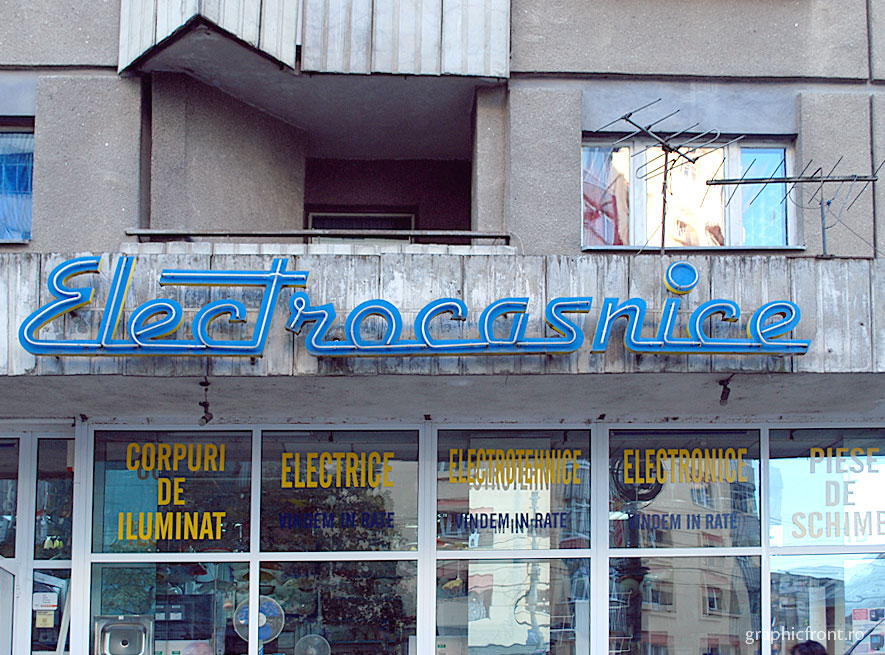 Electrocasnice
CORPURI
DE
ILUMINAT
ELECTRICE
VINDEM IN RATE
ELECTROTEHNICE
VINDEM IN RATE
ELECTRONICE
VINDEM IN RATE
PIESE
DE
SCHIMB
graphicfront.ro